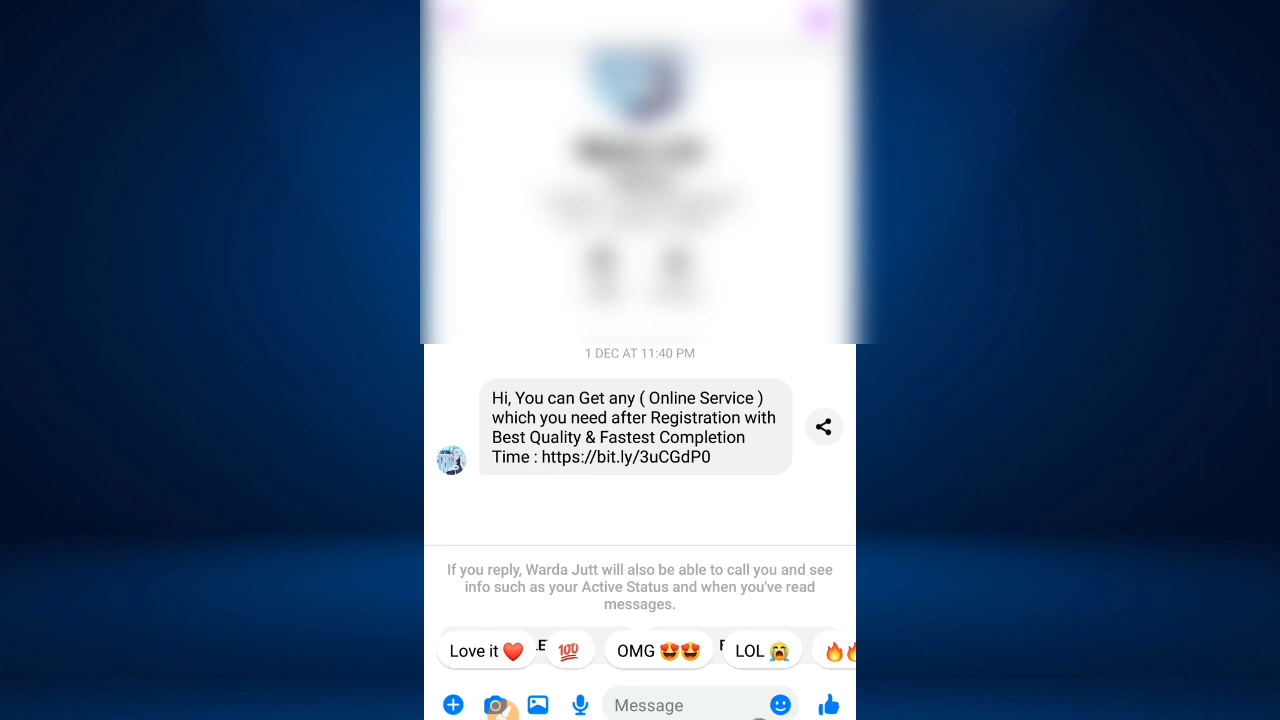 1 DEC AT 11:40 PM
Hi, You can Get any ( Online Service )
which you need after Registration with
Best Quality & Fastest Completion
Time : https://bit.ly/3uCGdP0
If you reply, Warda Jutt will also be able to call you and see
info such as your Active Status and when you've read
messages.
Love it ❤️ 💯 OMG 😍😍 LOL 😭 🔥🔥
Message